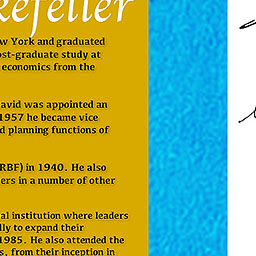 kefeller
w York and graduated
ost-graduate study at
economics from the
avid was appointed an
1957 he became vice
d planning functions of
RBF) in 1940. He also
ers in a number of other
al institution where leaders
lly to expand their
1985. He also attended the
s, from their inception in